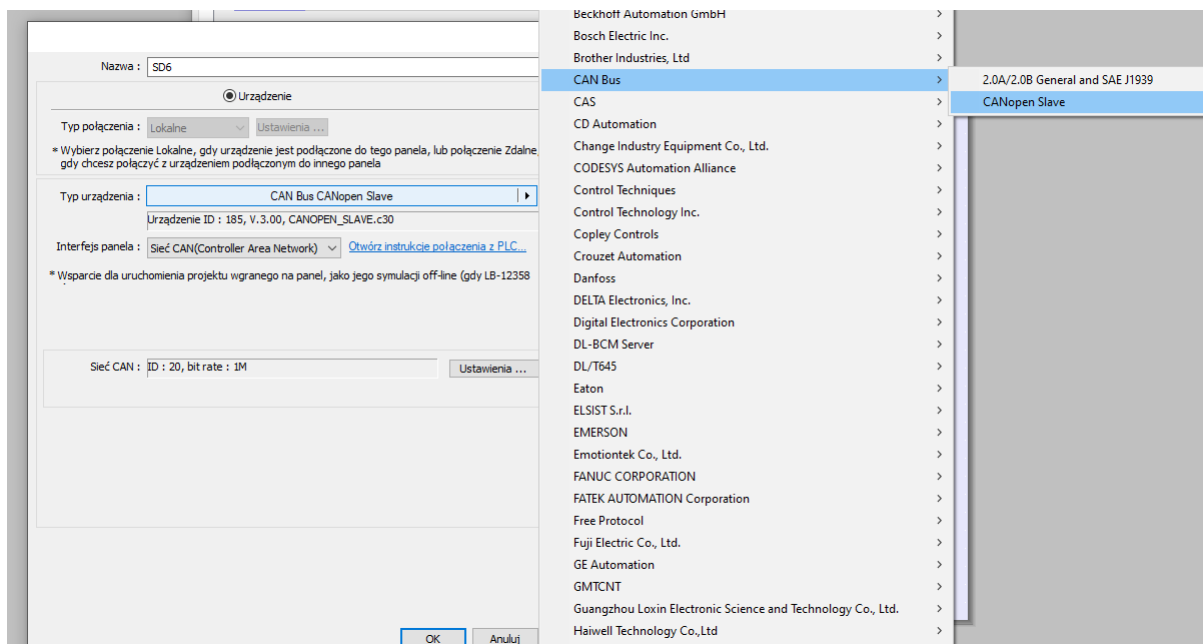 Nazwa : SD6
Urządzenie
Typ połączenia : Lokalne Ustawienia ...
* Wybierz połączenie Lokalne, gdy urządzenie jest podłączone do tego panela, lub połączenie Zdalne,
gdy chcesz połączyć z urządzeniem podłączonym do innego panela
Typ urządzenia : CAN Bus CANopen Slave
Urządzenie ID : 185, V.3.00, CANOPEN_SLAVE.c30
Interfejs panela : Sieć CAN(Controller Area Network) Otwórz instrukcje połączenia z PLC...
* Wsparcie dla uruchomienia projektu wgranego na panel, jako jego symulacji off-line (gdy LB-12358
Sieć CAN : ID : 20, bit rate : 1M Ustawienia ...
OK Anuluj
Beckhoff Automation GmbH
Bosch Electric Inc.
Brother Industries, Ltd
CAN Bus
CAS
CD Automation
Change Industry Equipment Co., Ltd.
CODESYS Automation Alliance
Control Techniques
Control Technology Inc.
Copley Controls
Crouzet Automation
Danfoss
DELTA Electronics, Inc.
Digital Electronics Corporation
DL-BCM Server
DL/T645
Eaton
ELSIST S.r.l.
EMERSON
Emotiontek Co., Ltd.
FANUC CORPORATION
FATEK AUTOMATION Corporation
Free Protocol
Fuji Electric Co., Ltd.
GE Automation
GMTCNT
Guangzhou Loxin Electronic Science and Technology Co., Ltd.
Haiwell Technology Co.,Ltd
2.0A/2.0B General and SAE J1939
CANopen Slave